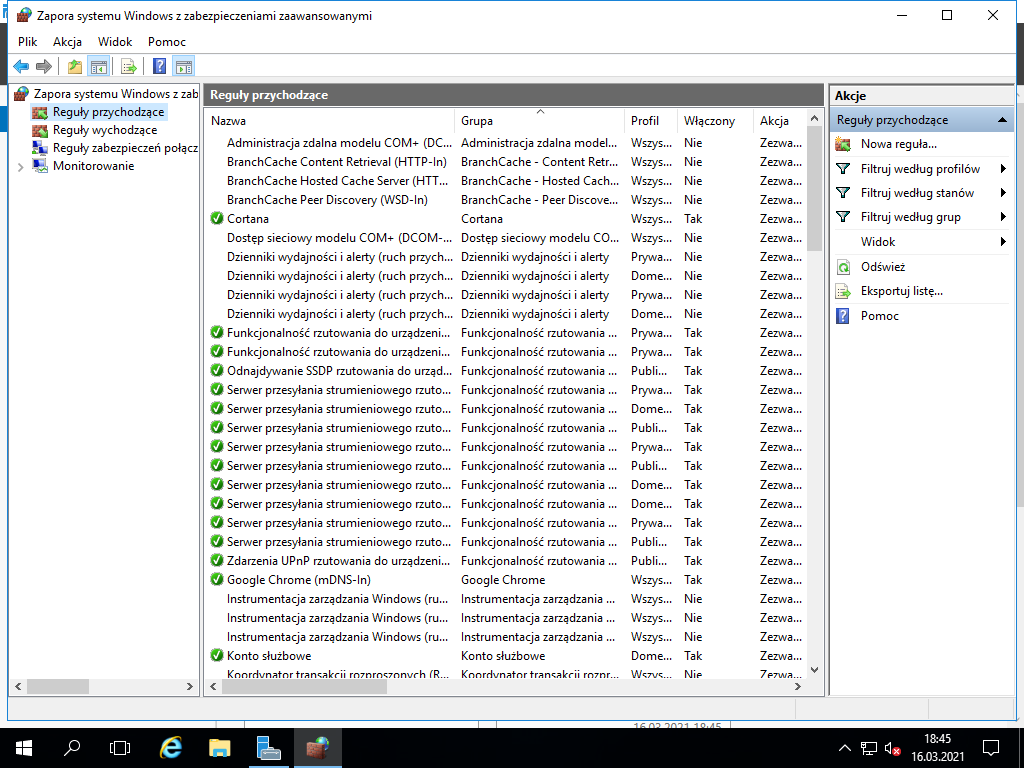 Zapora systemu Windows z zabezpieczeniami zaawansowanymi
Plik Akcja Widok Pomoc
Zapora systemu Windows z zab
Reguły przychodzące
Reguły wychodzące
Reguły zabezpieczeń połącz
Monitorowanie
Reguły przychodzące
Nazwa Grupa Profil Włączony Akcja
Administracja zdalna modelu COM+ (DC... Administracja zdalna model... Wszys... Nie Zezwa...
BranchCache Content Retrieval (HTTP-In) BranchCache - Content Retr... Wszys... Nie Zezwa...
BranchCache Hosted Cache Server (HTT... BranchCache - Hosted Cach... Wszys... Nie Zezwa...
BranchCache Peer Discovery (WSD-In) BranchCache - Peer Discove... Wszys... Nie Zezwa...
Cortana Cortana Wszys... Tak Zezwa...
Dostęp sieciowy modelu COM+ (DCOM-... Dostęp sieciowy modelu CO... Wszys... Nie Zezwa...
Dzienniki wydajności i alerty (ruch przych... Dzienniki wydajności i alerty Prywa... Nie Zezwa...
Dzienniki wydajności i alerty (ruch przych... Dzienniki wydajności i alerty Dome... Nie Zezwa...
Dzienniki wydajności i alerty (ruch przych... Dzienniki wydajności i alerty Prywa... Nie Zezwa...
Dzienniki wydajności i alerty (ruch przych... Dzienniki wydajności i alerty Dome... Nie Zezwa...
Funkcjonalność rzutowania do urządzeni... Funkcjonalność rzutowania ... Prywa... Tak Zezwa...
Funkcjonalność rzutowania do urządzeni... Funkcjonalność rzutowania ... Prywa... Tak Zezwa...
Odnajdywanie SSDP rzutowania do urząd... Funkcjonalność rzutowania ... Publi... Tak Zezwa...
Serwer przesyłania strumieniowego rzuto... Funkcjonalność rzutowania ... Prywa... Tak Zezwa...
Serwer przesyłania strumieniowego rzuto... Funkcjonalność rzutowania ... Dome... Tak Zezwa...
Serwer przesyłania strumieniowego rzuto... Funkcjonalność rzutowania ... Publi... Tak Zezwa...
Serwer przesyłania strumieniowego rzuto... Funkcjonalność rzutowania ... Prywa... Tak Zezwa...
Serwer przesyłania strumieniowego rzuto... Funkcjonalność rzutowania ... Publi... Tak Zezwa...
Serwer przesyłania strumieniowego rzuto... Funkcjonalność rzutowania ... Dome... Tak Zezwa...
Serwer przesyłania strumieniowego rzuto... Funkcjonalność rzutowania ... Dome... Tak Zezwa...
Serwer przesyłania strumieniowego rzuto... Funkcjonalność rzutowania ... Prywa... Tak Zezwa...
Serwer przesyłania strumieniowego rzuto... Funkcjonalność rzutowania ... Publi... Tak Zezwa...
Zdarzenia UPnP rzutowania do urządzeni... Funkcjonalność rzutowania ... Publi... Tak Zezwa...
Google Chrome (mDNS-In) Google Chrome Wszys... Tak Zezwa...
Instrumentacja zarządzania Windows (ru... Instrumentacja zarządzania ... Wszys... Nie Zezwa...
Instrumentacja zarządzania Windows (ru... Instrumentacja zarządzania ... Wszys... Nie Zezwa...
Instrumentacja zarządzania Windows (ru... Instrumentacja zarządzania ... Wszys... Nie Zezwa...
Konto służbowe Konto służbowe Dome... Tak Zezwa...
Koordynator transakcji rozproszonych (R... Koordynator transakcji rozpr... Wszys... Nie Zezwa...
Akcje
Reguły przychodzące
Nowa reguła...
Filtruj według profilów
Filtruj według stanów
Filtruj według grup
Widok
Odśwież
Eksportuj listę...
Pomoc
16.03.2021 18:45
18:45
16.03.2021